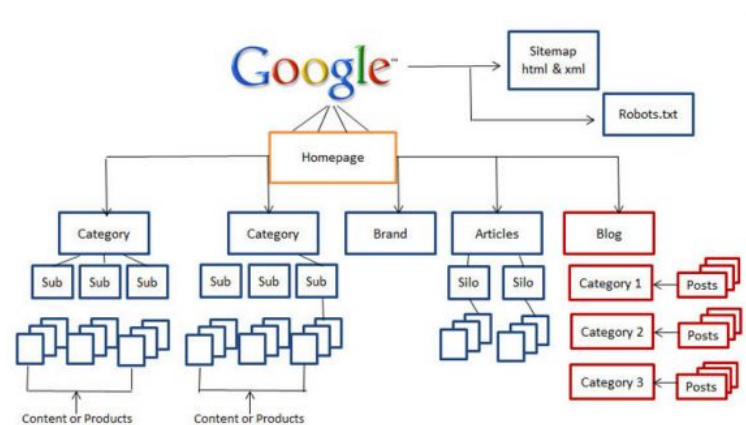 Google™
Sitemap
html & xml
Robots.txt
Homepage
Category
Category
Brand
Articles
Blog
Sub
Sub
Sub
Sub
Sub
Sub
Silo
Silo
Category 1
Posts
Category 2
Posts
Category 3
Posts
Content or Products
Content or Products